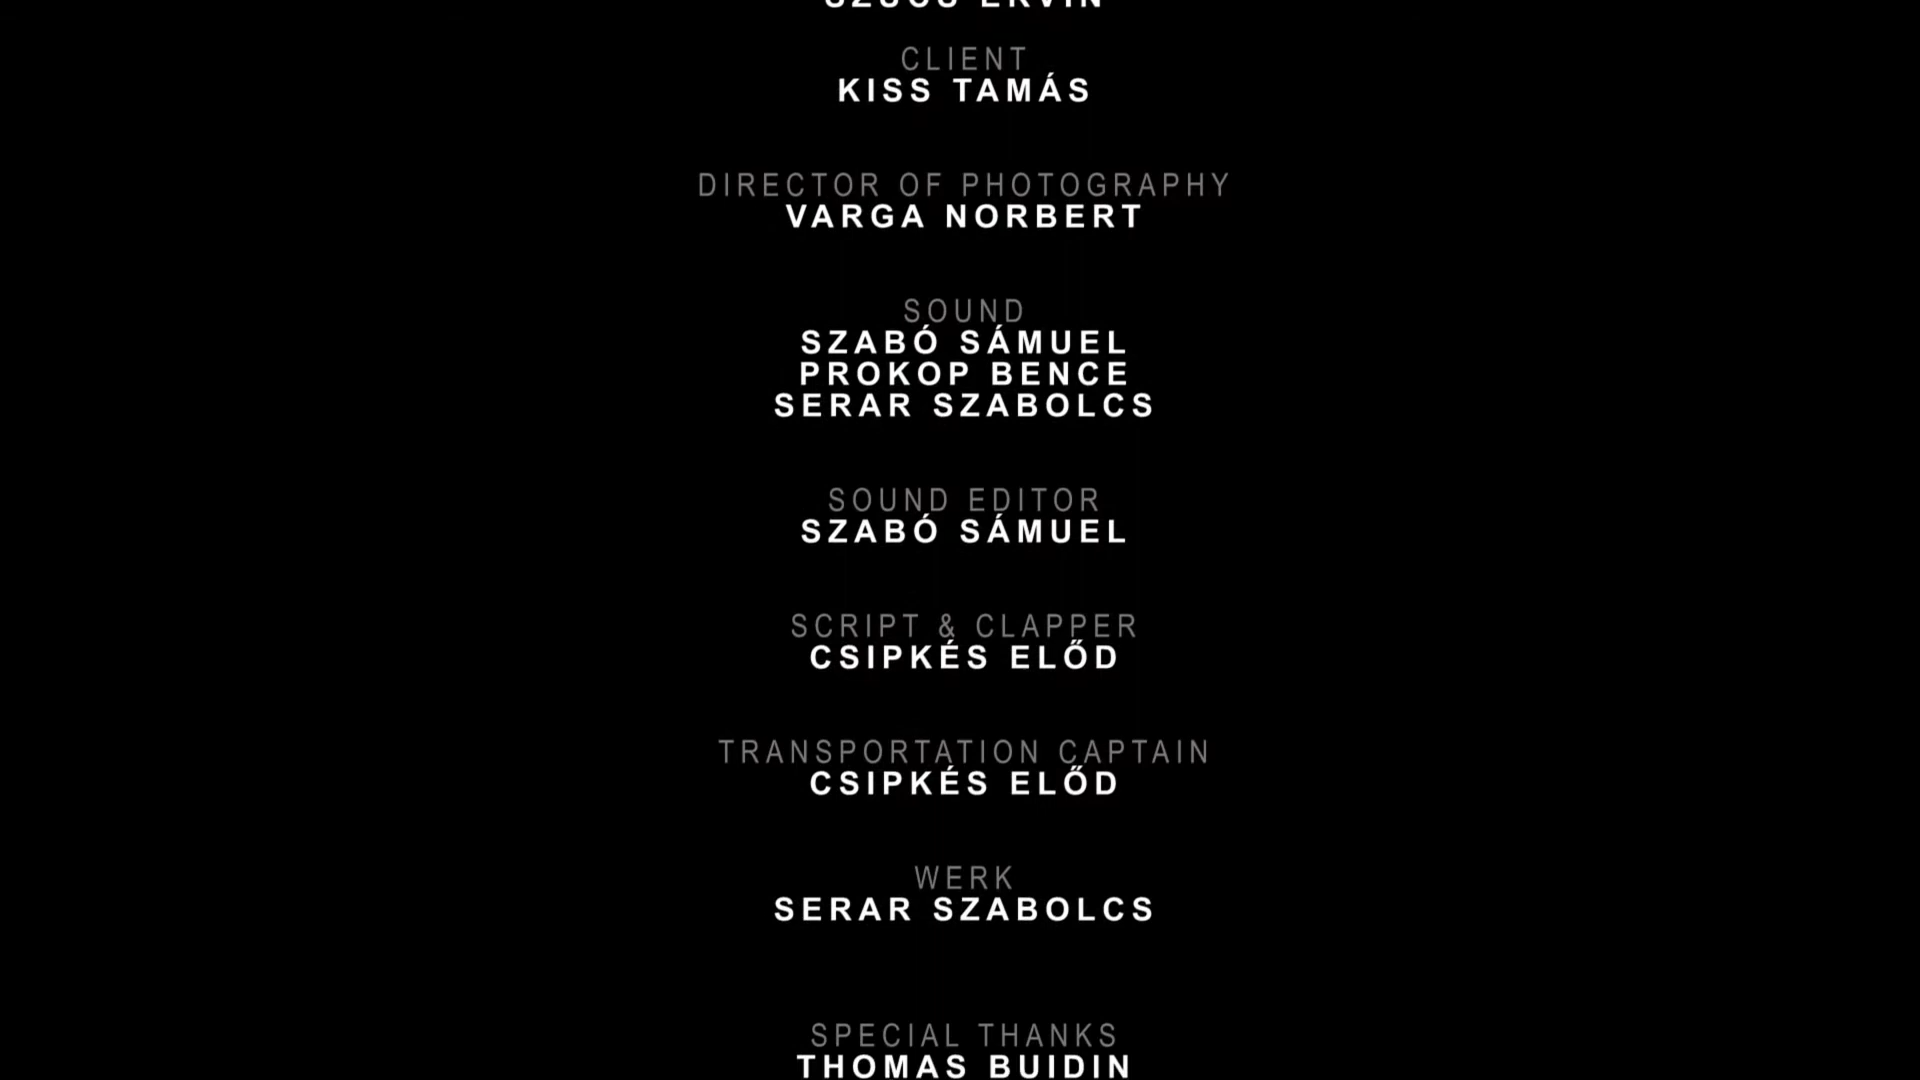 CLIENT
KISS TAMÁS
DIRECTOR OF PHOTOGRAPHY
VARGA NORBERT
SOUND
SZABÓ SÁMUEL
PROKOP BENCE
SERAR SZABOLCS
SOUND EDITOR
SZABÓ SÁMUEL
SCRIPT & CLAPPER
CSIPKÉS ELŐD
TRANSPORTATION CAPTAIN
CSIPKÉS ELŐD
WERK
SERAR SZABOLCS
SPECIAL THANKS
THOMAS BUIDIN